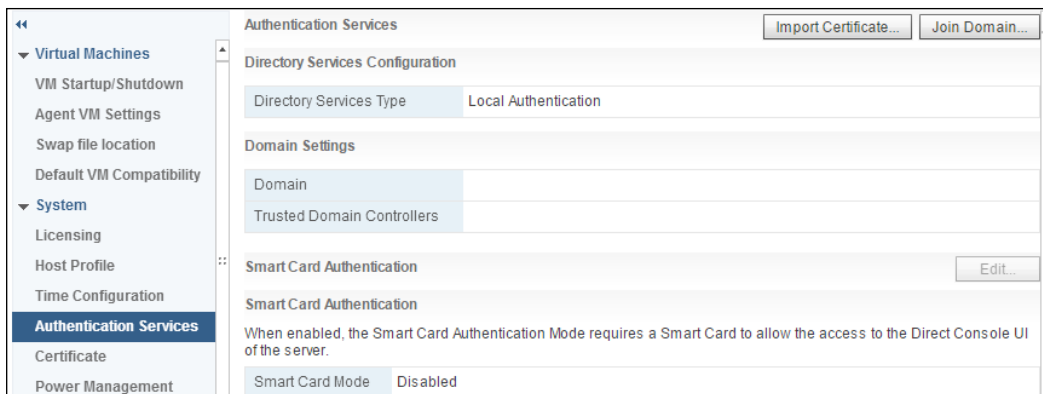 Virtual Machines
VM Startup/Shutdown
Agent VM Settings
Swap file location
Default VM Compatibility
System
Licensing
Host Profile
Time Configuration
Authentication Services
Certificate
Power Management
Authentication Services
Import Certificate...
Join Domain...
Directory Services Configuration
Directory Services Type Local Authentication
Domain Settings
Domain
Trusted Domain Controllers
Smart Card Authentication
Edit...
Smart Card Authentication
When enabled, the Smart Card Authentication Mode requires a Smart Card to allow the access to the Direct Console UI
of the server.
Smart Card Mode Disabled